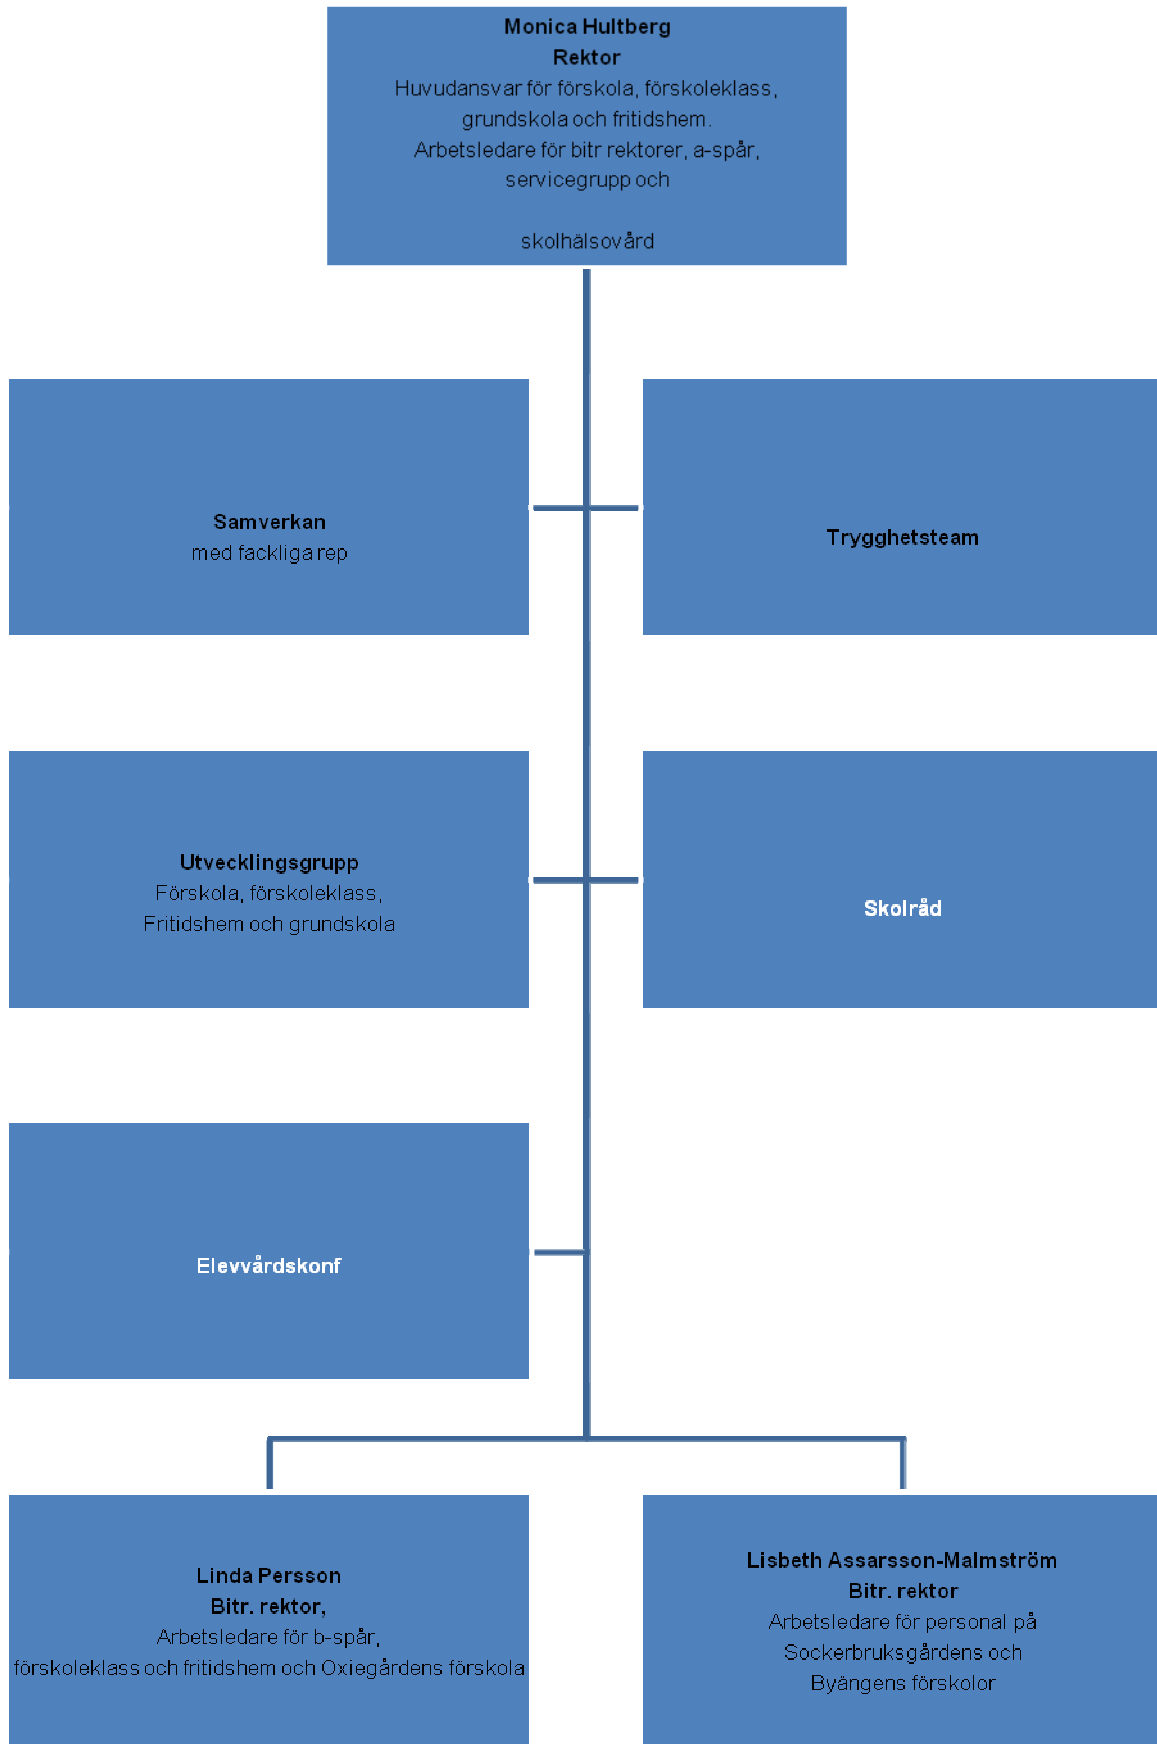 Monica Hultberg
Rektor
Huvudansvar för förskola, förskoleklass,
grundskola och fritidshem.
Arbetsledare för bitr rektorer, a-spår,
servicegrupp och
skolhälsovård
Samverkan
med fackliga rep
Trygghetsteam
Utvecklingsgrupp
Förskola, förskoleklass,
Fritidshem och grundskola
Skolråd
Elevvårdskonf
Linda Persson
Bitr. rektor,
Arbetsledare för b-spår,
förskoleklass och fritidshem och Oxiegårdens förskola
Lisbeth Assarsson-Malmström
Bitr. rektor
Arbetsledare för personal på
Sockerbruksgårdens och
Byängens förskolor